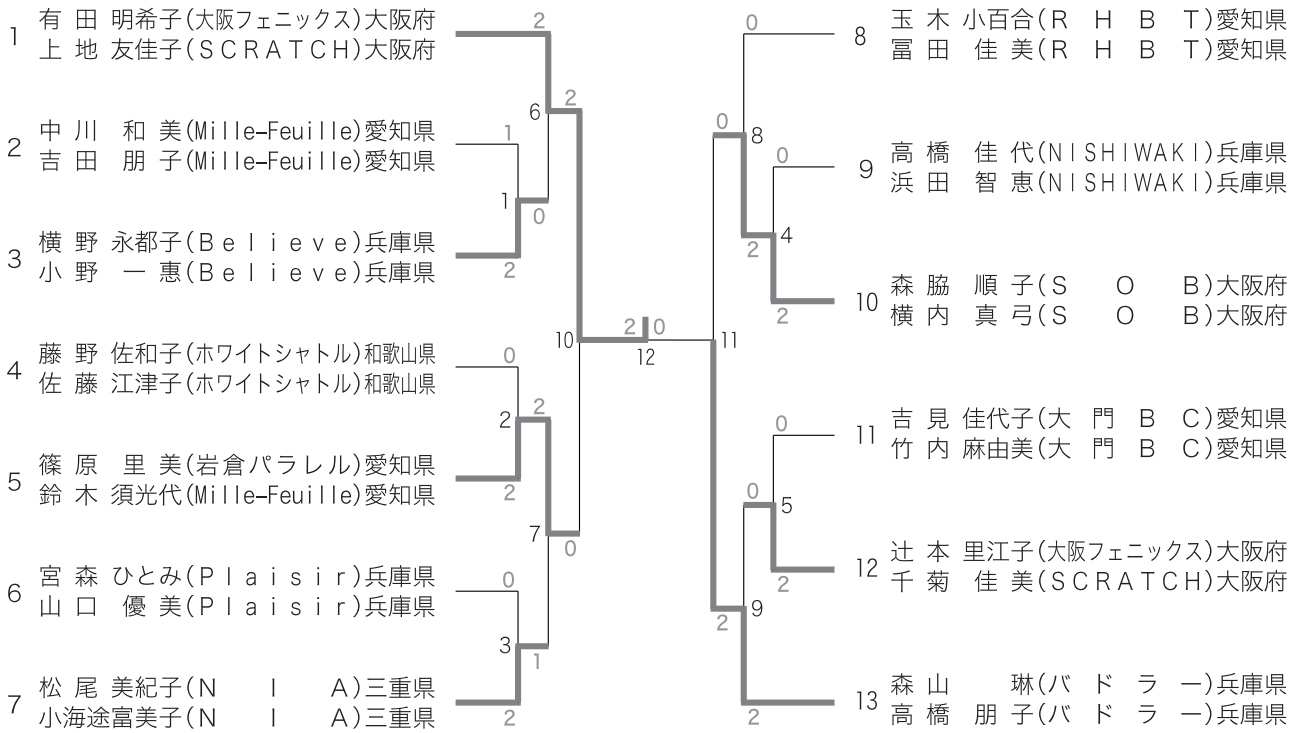 1 有田 明希子(大阪フェニックス)大阪府
上地 友佳子(SCRATCH)大阪府
2 中川 和美(Mille-Feuille)愛知県
吉田 朋子(Mille-Feuille)愛知県
3 横野 永都子(Believe)兵庫県
小野 一惠(Believe)兵庫県
4 藤野 佐和子(ホワイトシャトル)和歌山県
佐藤 江津子(ホワイトシャトル)和歌山県
5 篠原 里美(岩倉パラレル)愛知県
鈴木 須光代(Mille-Feuille)愛知県
6 宮森 ひとみ(Plaisir)兵庫県
山口 優美(Plaisir)兵庫県
7 松尾 美紀子(NIA)三重県
小海途富美子(NIA)三重県
2
6
2
1
1
0
2
0
2
2
2
7
0
0
3
1
2
10
2 0
12
11
0
0
8
0
2
4
2
0
0
5
2
2
9
2
8 玉木 小百合(RHBT)愛知県
冨田 佳美(RHBT)愛知県
9 高橋 佳代(NISHIWAKI)兵庫県
浜田 智恵(NISHIWAKI)兵庫県
10 森脇 順子(SOB)大阪府
横内 真弓(SOB)大阪府
11 吉見 佳代子(大門BC)愛知県
竹内 麻由美(大門BC)愛知県
12 辻本 里江子(大阪フェニックス)大阪府
千菊 佳美(SCRATCH)大阪府
13 森山 琳(バドラー)兵庫県
高橋 朋子(バドラー)兵庫県